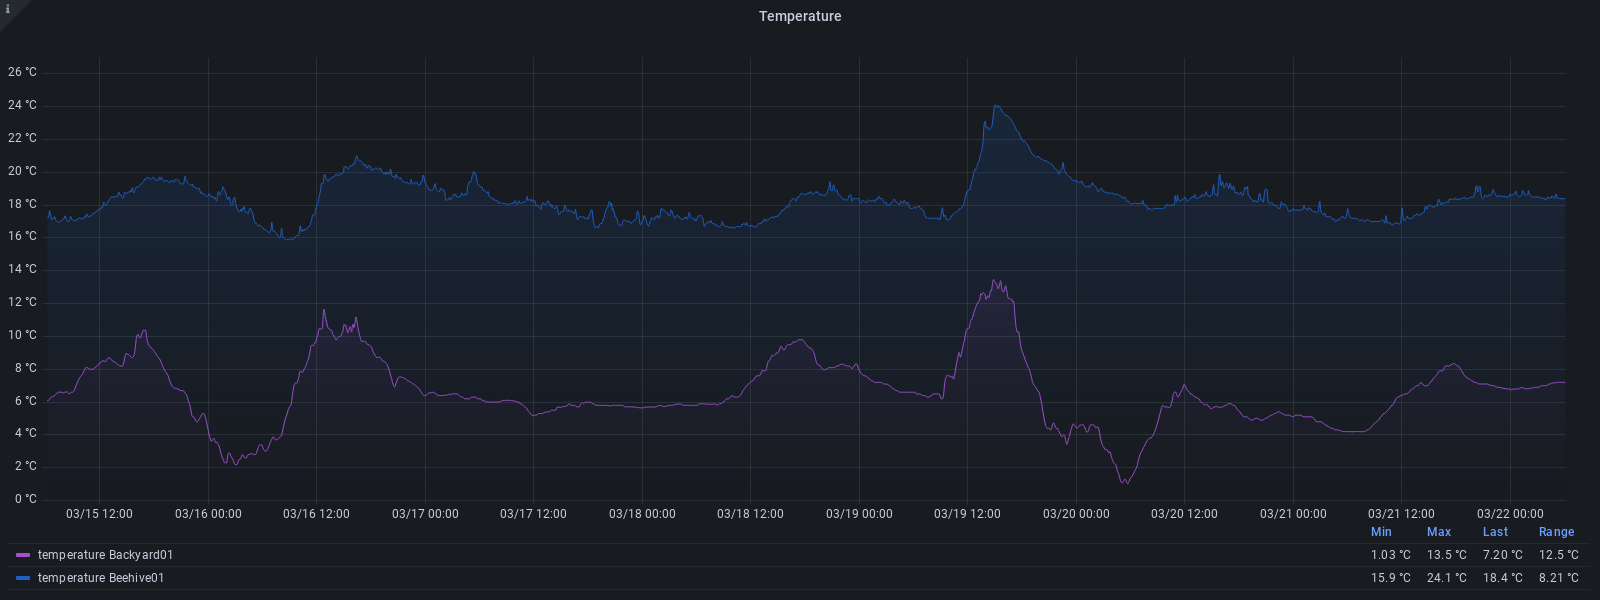 i
Temperature
26 °C
24 °C
22 °C
20 °C
18 °C
16 °C
14 °C
12 °C
10 °C
8 °C
6 °C
4 °C
2 °C
0 °C
03/15 12:00 03/16 00:00 03/16 12:00 03/17 00:00 03/17 12:00 03/18 00:00 03/18 12:00 03/19 00:00 03/19 12:00 03/20 00:00 03/20 12:00 03/21 00:00 03/21 12:00 03/22 00:00
Min Max Last Range
temperature Backyard01 1.03 °C 13.5 °C 7.20 °C 12.5 °C
temperature Beehive01 15.9 °C 24.1 °C 18.4 °C 8.21 °C